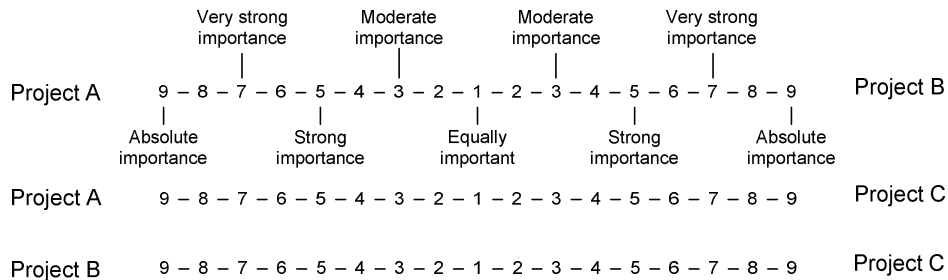 Very strong importance
Moderate importance
Moderate importance
Very strong importance
Project A 9 – 8 – 7 – 6 – 5 – 4 – 3 – 2 – 1 – 2 – 3 – 4 – 5 – 6 – 7 – 8 – 9 Project B
Absolute importance
Strong importance
Equally important
Strong importance
Absolute importance
Project A 9 – 8 – 7 – 6 – 5 – 4 – 3 – 2 – 1 – 2 – 3 – 4 – 5 – 6 – 7 – 8 – 9 Project C
Project B 9 – 8 – 7 – 6 – 5 – 4 – 3 – 2 – 1 – 2 – 3 – 4 – 5 – 6 – 7 – 8 – 9 Project C